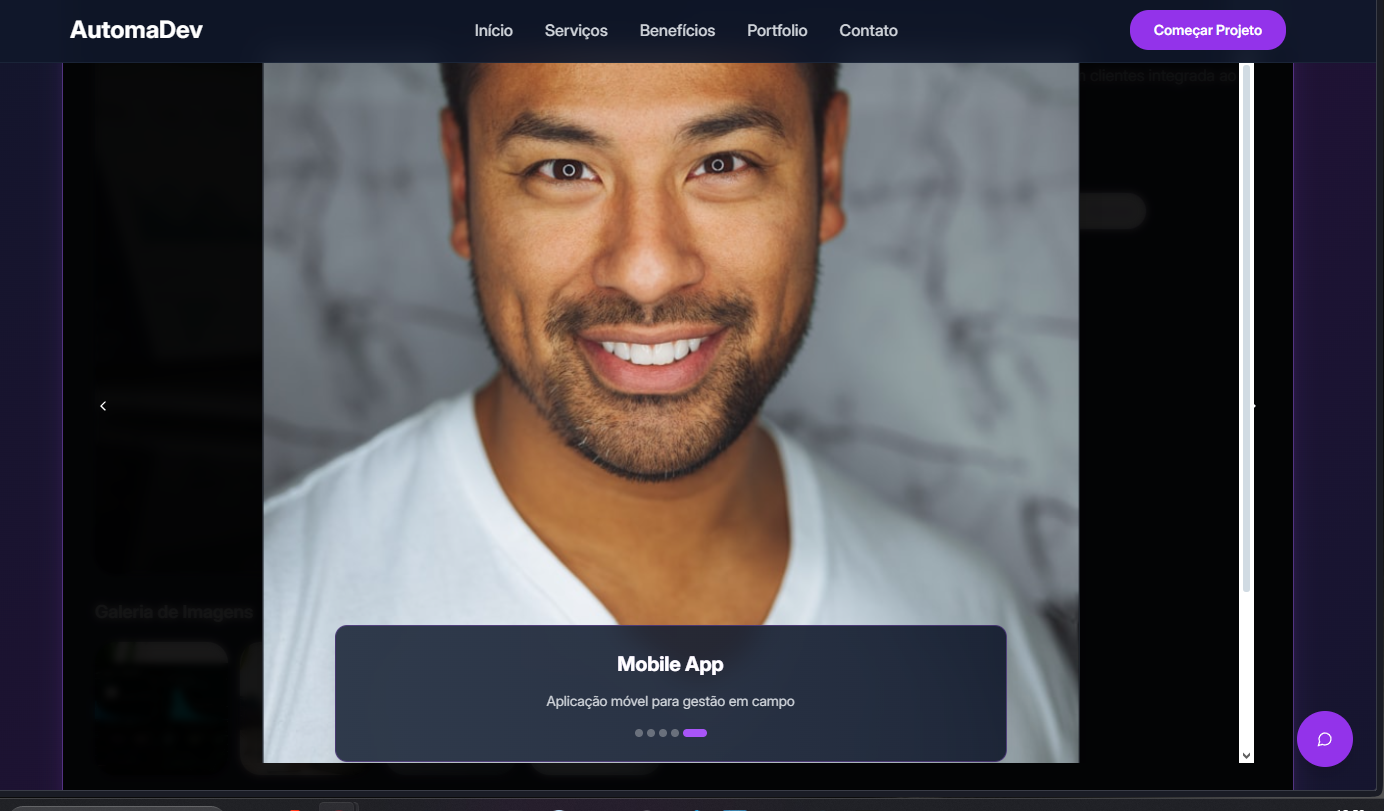 AutomaDev
Início
Serviços
Benefícios
Portfolio
Contato
Começar Projeto
clientes integrada ao
Galeria de Imagens
Mobile App
Aplicação móvel para gestão em campo